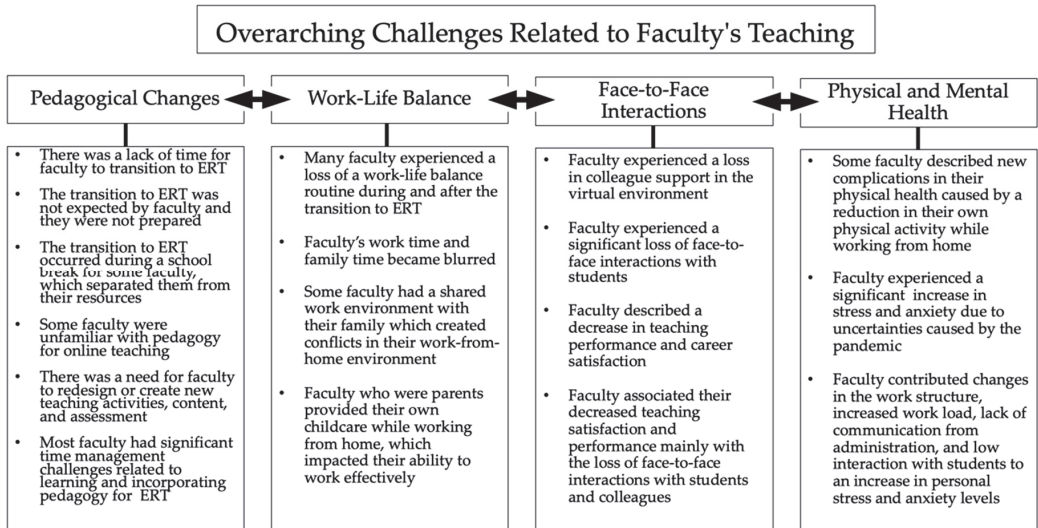 Overarching Challenges Related to Faculty's Teaching
Pedagogical Changes
• There was a lack of time for
faculty to transition to ERT
• The transition to ERT was
not expected by faculty and
they were not prepared
• The transition to ERT
occurred during a school
break for some faculty,
which separated them from
their resources
• Some faculty were
unfamiliar with pedagogy
for online teaching
• There was a need for faculty
to redesign or create new
teaching activities, content,
and assessment
• Most faculty had significant
time management
challenges related to
learning and incorporating
pedagogy for ERT
Work-Life Balance
• Many faculty experienced a
loss of a work-life balance
routine during and after the
transition to ERT
• Faculty's work time and
family time became blurred
• Some faculty had a shared
work environment with
their family which created
conflicts in their work-from-
home environment
• Faculty who were parents
provided their own
childcare while working
from home, which
impacted their ability to
work effectively
Face-to-Face
Interactions
• Faculty experienced a loss
in colleague support in the
virtual environment
• Faculty experienced a
significant loss of face-to-
face interactions with
students
• Faculty described a
decrease in teaching
performance and career
satisfaction
• Faculty associated their
decreased teaching
satisfaction and
performance mainly with
the loss of face-to-face
interactions with students
and colleagues
Physical and Mental
Health
• Some faculty described new
complications in their
physical health caused by a
reduction in their own
physical activity while
working from home
• Faculty experienced a
significant increase in
stress and anxiety due to
uncertainties caused by the
pandemic
• Faculty contributed changes
in the work structure,
increased work load, lack of
communication from
administration, and low
interaction with students to
an increase in personal
stress and anxiety levels